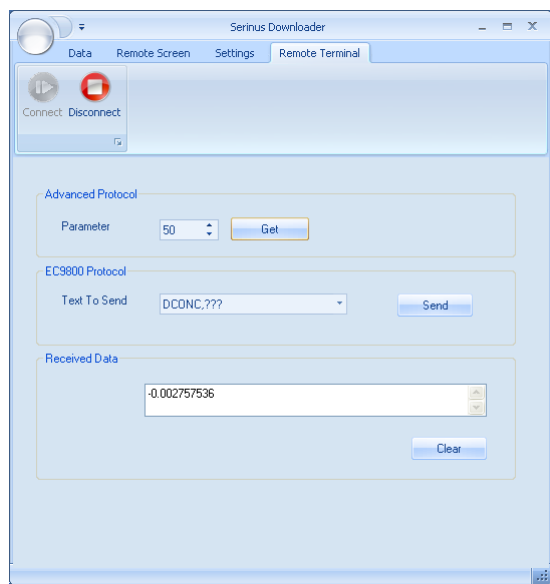 Serinus Downloader
Data Remote Screen Settings Remote Terminal
Connect Disconnect
Advanced Protocol
Parameter 50 Get
EC9800 Protocol
Text To Send DCONC,??? Send
Received Data
-0.002757536
Clear